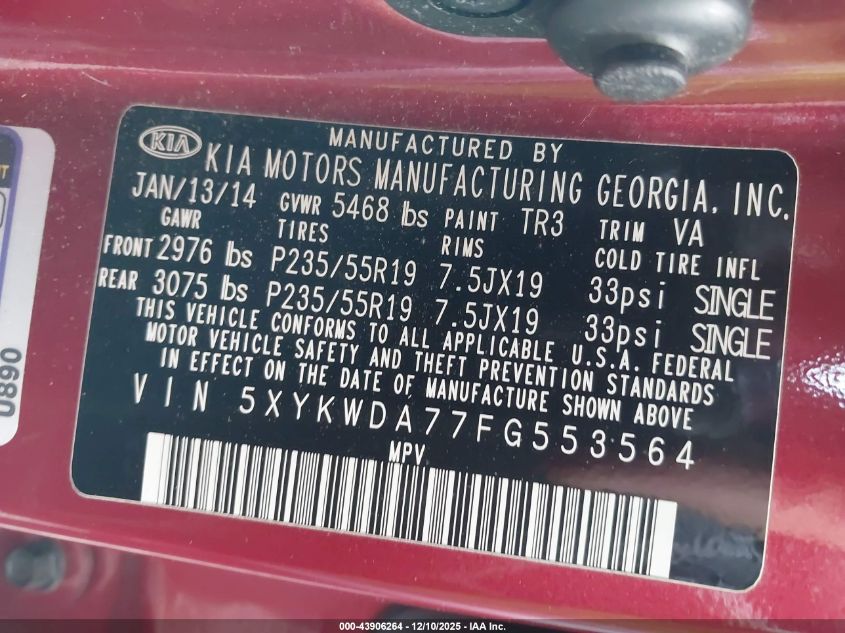 KIA
MANUFACTURED BY
KIA MOTORS MANUFACTURING GEORGIA, INC.
JAN/13/14 GVWR 5468 lbs PAINT TR3 TRIM VA
GAWR TIRES RIMS COLD TIRE INFL
FRONT 2976 lbs P235/55R19 7.5JX19 33psi SINGLE
REAR 3075 lbs P235/55R19 7.5JX19 33psi SINGLE
THIS VEHICLE CONFORMS TO ALL APPLICABLE U.S.A. FEDERAL
MOTOR VEHICLE SAFETY AND THEFT PREVENTION STANDARDS
IN EFFECT ON THE DATE OF MANUFACTURE SHOWN ABOVE
VIN 5XYKWDA77FG553564
MPV
0890
000-43906264 - 12/10/2025 - IAA Inc.